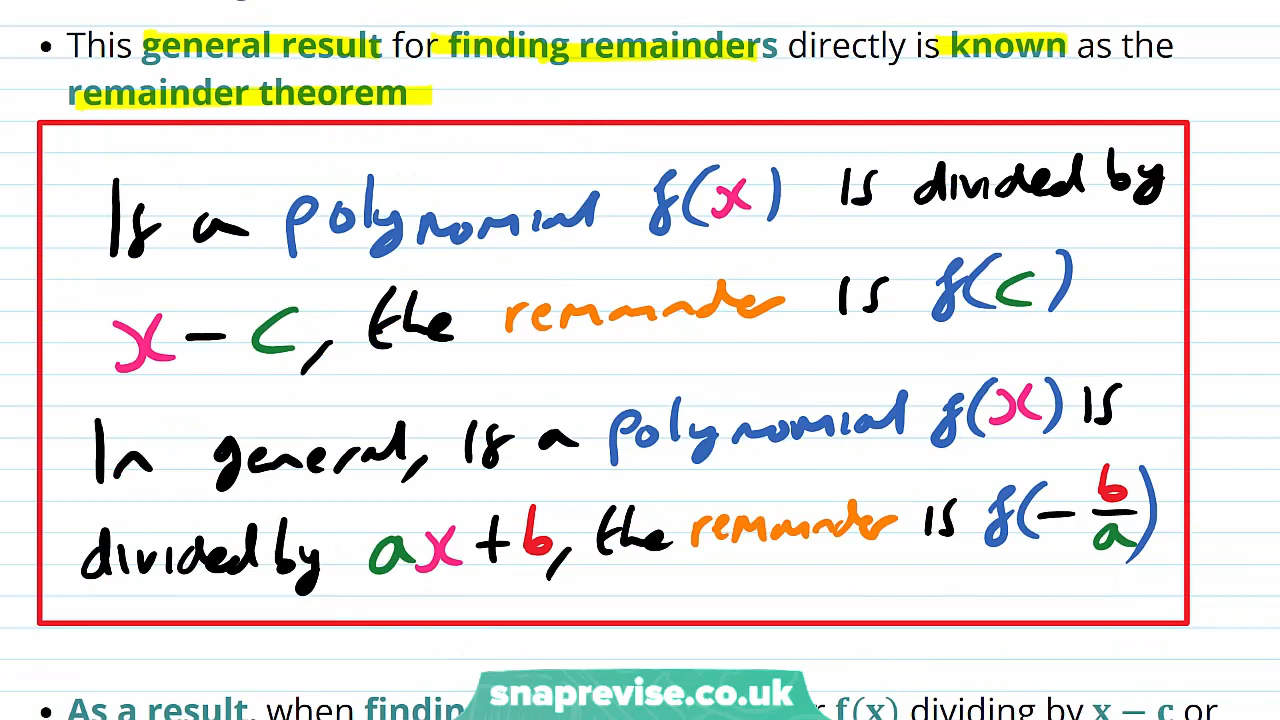 • This general result for finding remainders directly is known as the
remainder theorem
If a polynomial f(x) is divided by
x - c, the remainder is f(c)
In general, if a polynomial f(x) is
divided by ax + b, the remainder is f(- b/a)
snaprevise.co.uk
• As a result, when f(x) dividing by x − c or